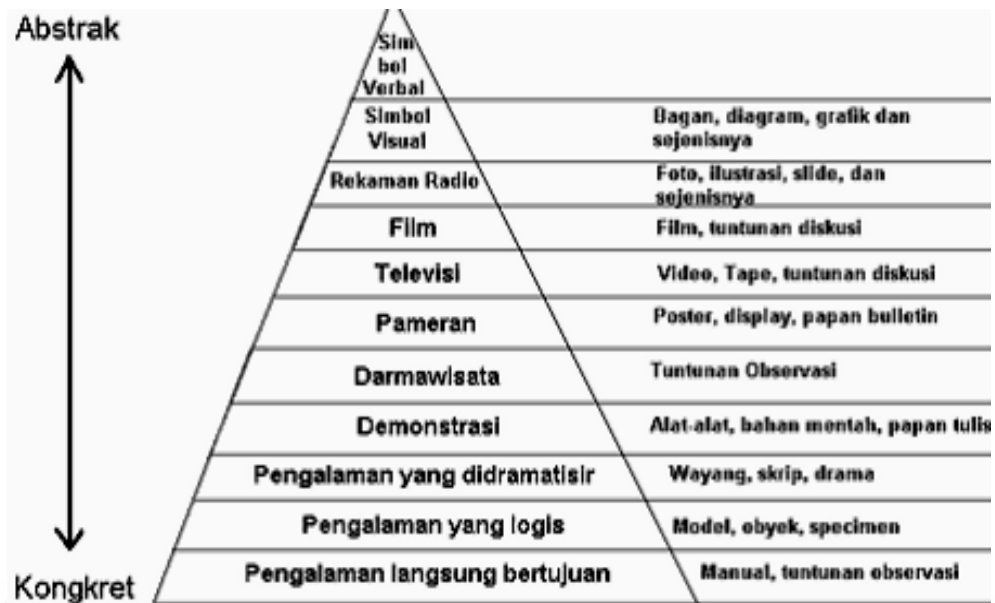 Abstrak
Sim
bol
Verbal
Simbol
Visual
Bagan, diagram, grafik dan
sejenisnya
Rekaman Radio
Foto, ilustrasi, slide, dan
sejenisnya
Film
Film, tuntunan diskusi
Televisi
Video, Tape, tuntunan diskusi
Pameran
Poster, display, papan bulletin
Darmawisata
Tuntunan Observasi
Demonstrasi
Alat-alat, bahan mentah, papan tulis
Pengalaman yang didramatisir
Wayang, skrip, drama
Pengalaman yang logis
Model, obyek, specimen
Pengalaman langsung bertujuan
Manual, tuntunan observasi
Kongkret